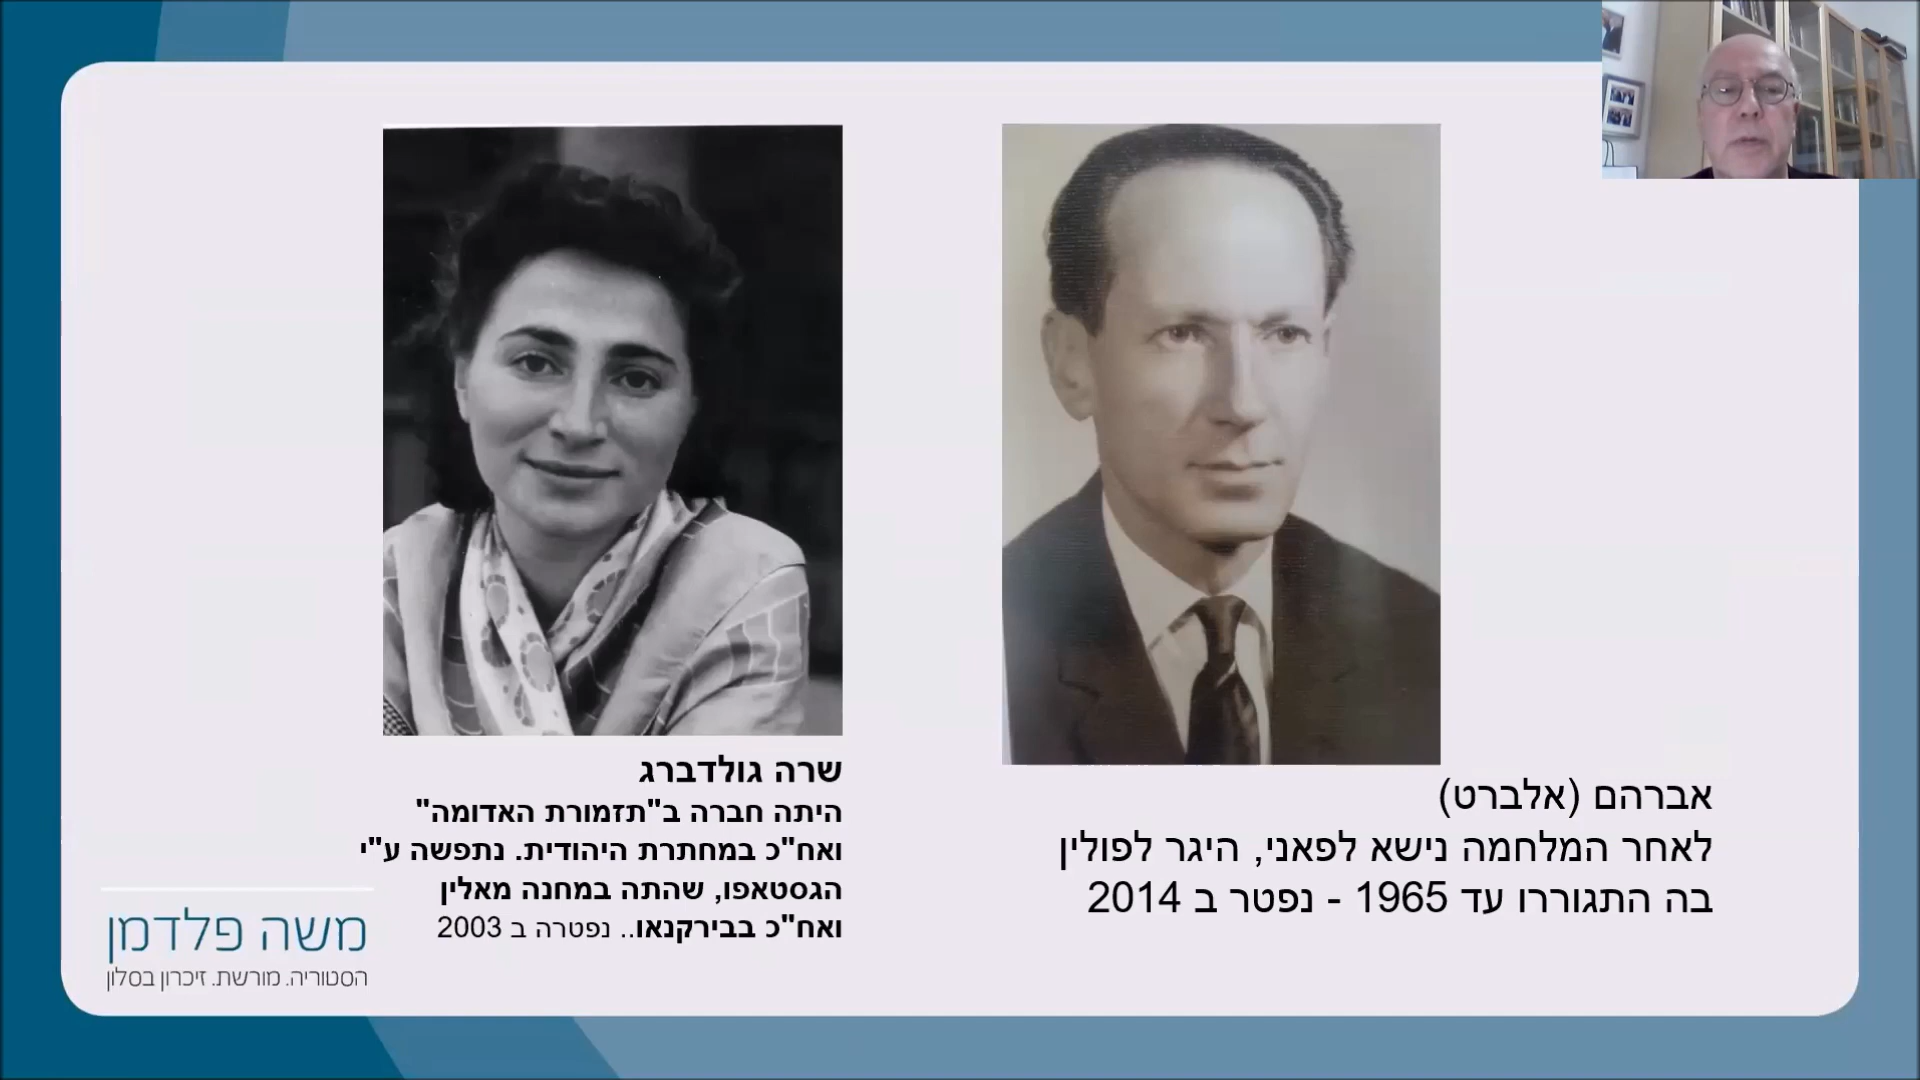 אברהם (אלברט)
לאחר המלחמה נישא לפאני, היגר לפולין
בה התגוררו עד 1965 - נפטר ב 2014
שרה גולדברג
היתה חברה ב"תזמורת האדומה"
ואח"כ במחתרת היהודית. נתפשה ע"י
הגסטאפו, שהתה במחנה מאלין
ואח"כ בבירקנאו.. נפטרה ב 2003
משה פלדמן
הסטוריה. מורשת. זיכרון בסלון